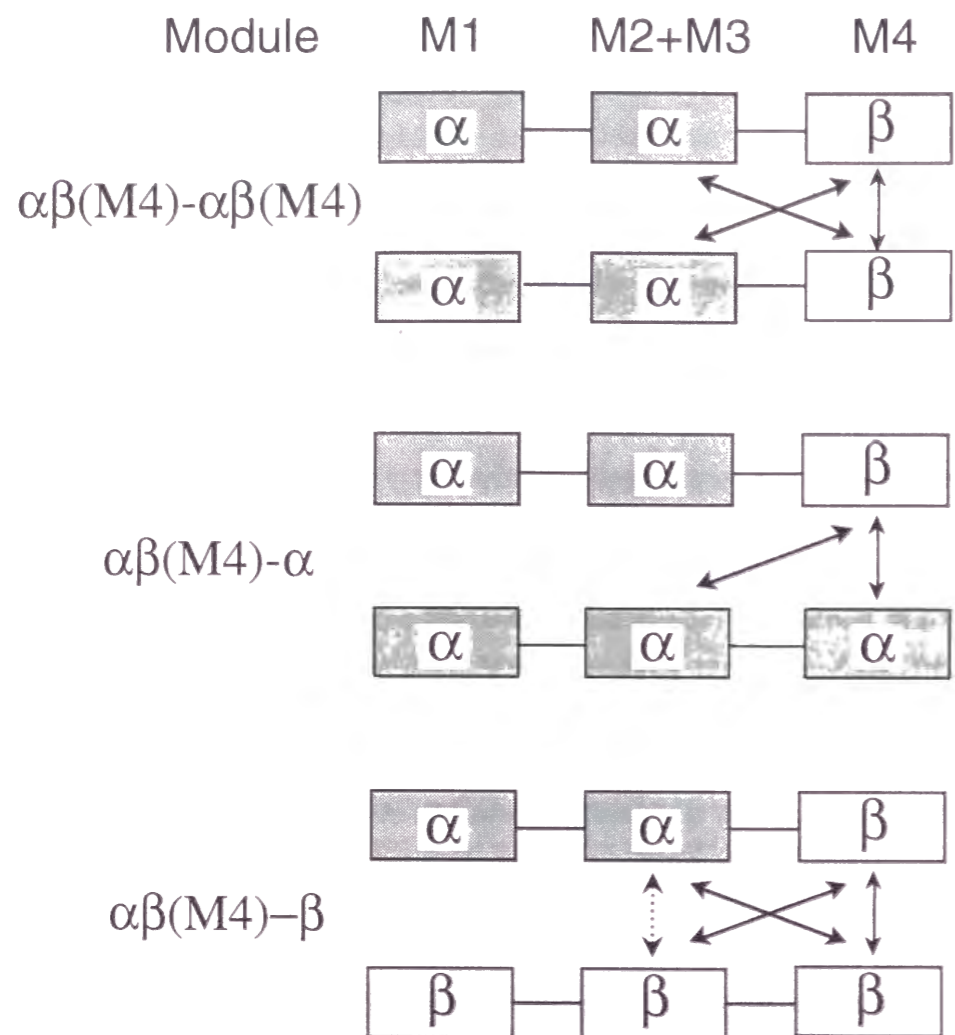 Module M1 M2+M3 M4
α α β
αβ(M4)-αβ(M4)
α α β
α α β
αβ(M4)-α
α α α
α α β
αβ(M4)–β
β β β